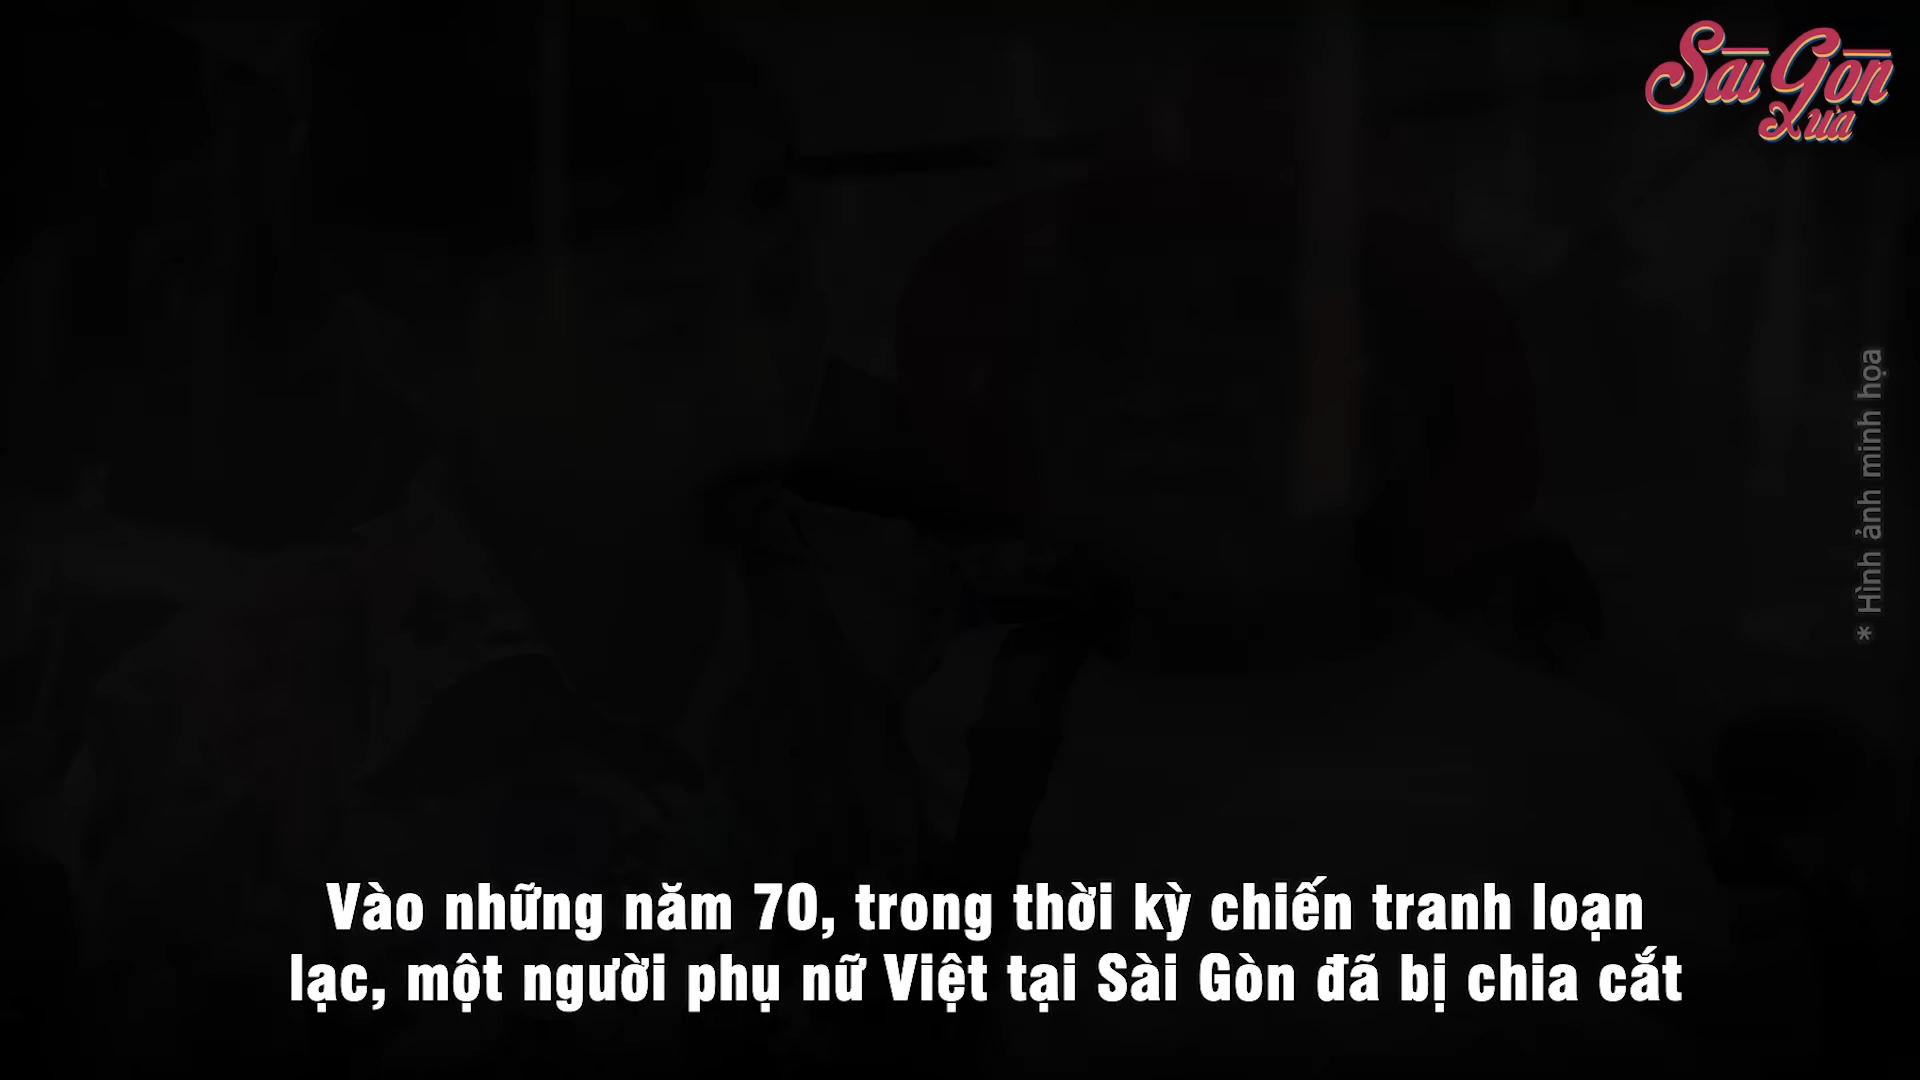 Sài Gòn
Xưa
* Hình ảnh minh họa
Vào những năm 70, trong thời kỳ chiến tranh loạn
lạc, một người phụ nữ Việt tại Sài Gòn đã bị chia cắt